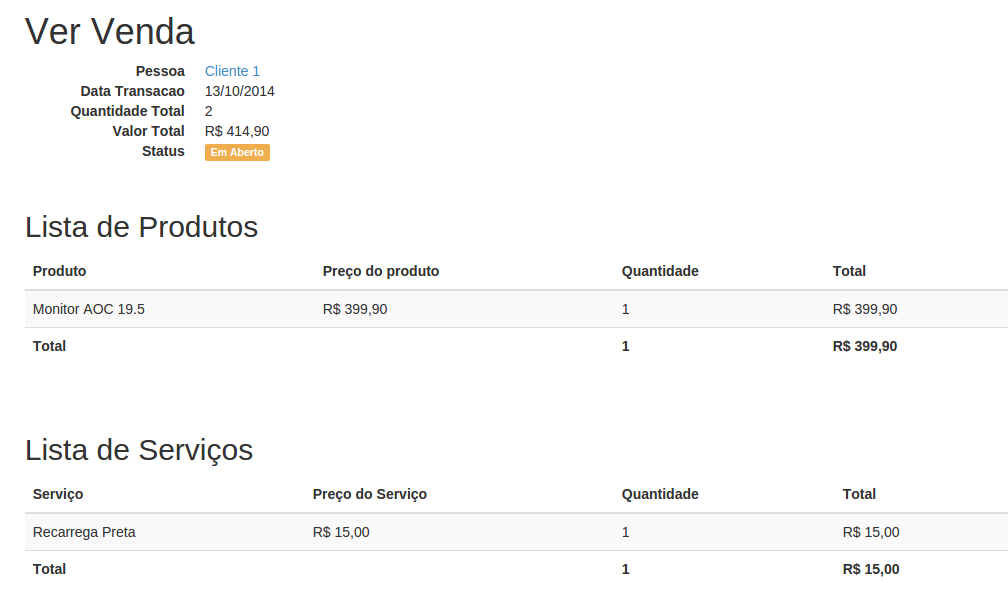 Ver Venda
Pessoa Cliente 1
Data Transacao 13/10/2014
Quantidade Total 2
Valor Total R$ 414,90
Status Em Aberto
Lista de Produtos
Produto Preço do produto Quantidade Total
Monitor AOC 19.5 R$ 399,90 1 R$ 399,90
Total 1 R$ 399,90
Lista de Serviços
Serviço Preço do Serviço Quantidade Total
Recarrega Preta R$ 15,00 1 R$ 15,00
Total 1 R$ 15,00